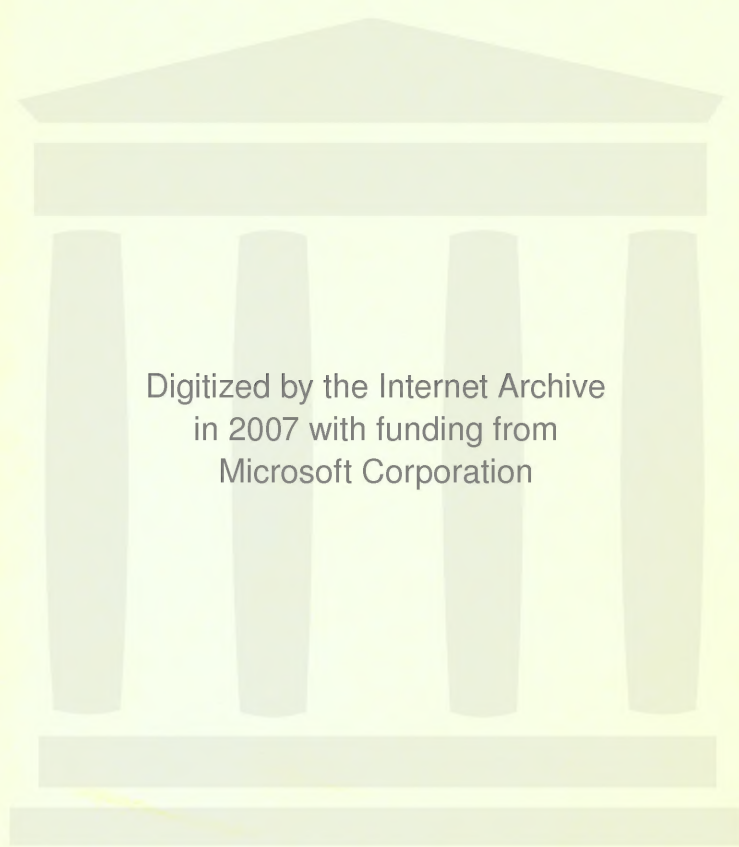 Digitized by the Internet Archive
in 2007 with funding from
Microsoft Corporation